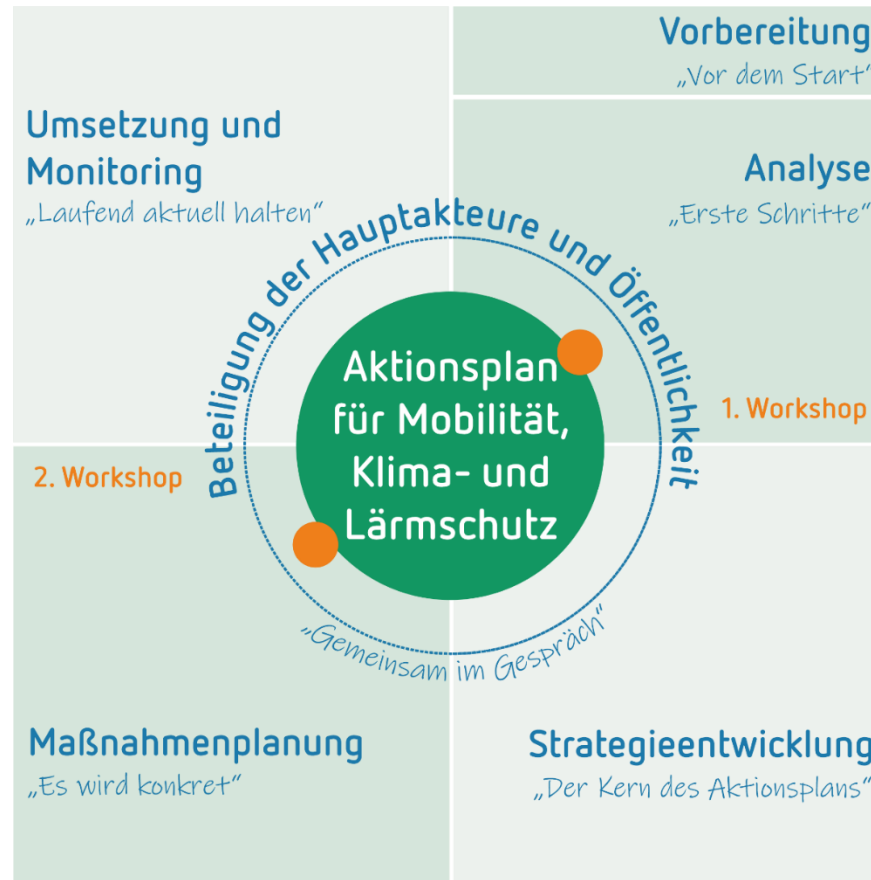 Vorbereitung
„Vor dem Start“
Umsetzung und
Monitoring
„Laufend aktuell halten“
Analyse
„Erste Schritte“
Beteiligung der Hauptakteure und Öffentlichkeit
Aktionsplan
für Mobilität,
Klima- und
Lärmschutz
1. Workshop
2. Workshop
„Gemeinsam im Gespräch“
Maßnahmenplanung
„Es wird konkret“
Strategieentwicklung
„Der Kern des Aktionsplans“